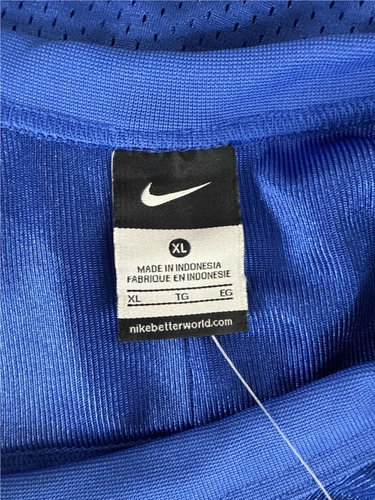 XL
MADE IN INDONESIA
FABRIQUE EN INDONESIE
XL TG EG
nikebetterworld.com